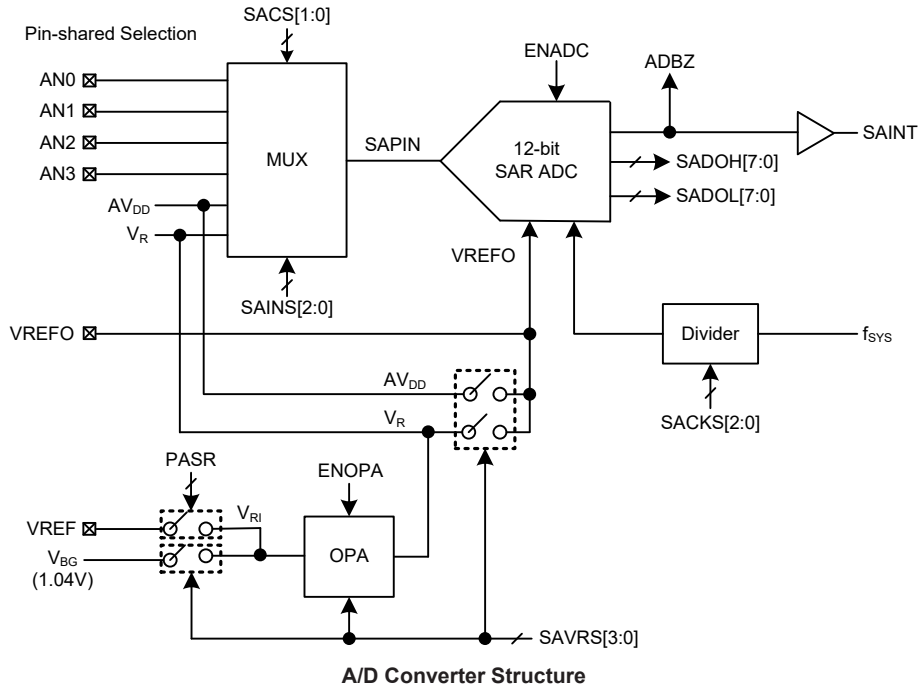 SACS[1:0]
Pin-shared Selection
AN0
AN1
AN2
AN3
AVDD
VR
MUX
SAINS[2:0]
SAPIN
ENADC
12-bit
SAR ADC
ADBZ
SAINT
SADOH[7:0]
SADOL[7:0]
VREFO
VREFO
Divider
fSYS
SACKS[2:0]
AVDD
VR
PASR
ENOPA
VREF
VRI
VBG
(1.04V)
OPA
SAVRS[3:0]
A/D Converter Structure